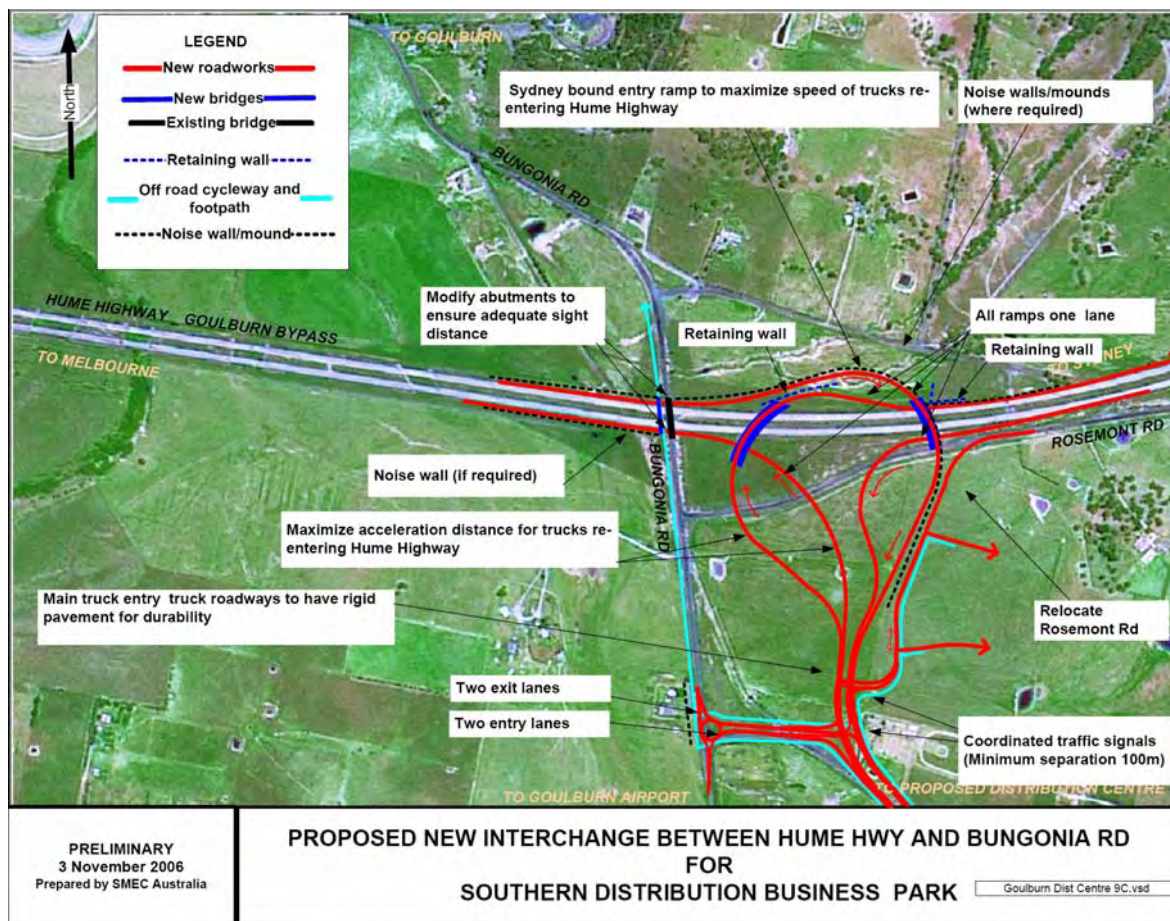 LEGEND
New roadworks
New bridges
Existing bridge
Retaining wall
Off road cycleway and
footpath
Noise wall/mound
North
TO GOULBURN
BUNGONIA RD
Sydney bound entry ramp to maximize speed of trucks re-
entering Hume Highway
Noise walls/mounds
(where required)
HUME HIGHWAY GOULBURN BYPASS
TO MELBOURNE
Modify abutments to
ensure adequate sight
distance
Retaining wall
All ramps one lane
Retaining wall
TO SYDNEY
ROSEMONT RD
Noise wall (if required)
BUNGONIA RD
Maximize acceleration distance for trucks re-
entering Hume Highway
Main truck entry truck roadways to have rigid
pavement for durability
Relocate
Rosemont Rd
Two exit lanes
Two entry lanes
Coordinated traffic signals
(Minimum separation 100m)
TO GOULBURN AIRPORT
TO PROPOSED DISTRIBUTION CENTRE
PRELIMINARY
3 November 2006
Prepared by SMEC Australia
PROPOSED NEW INTERCHANGE BETWEEN HUME HWY AND BUNGONIA RD
FOR
SOUTHERN DISTRIBUTION BUSINESS PARK
Goulburn Dist Centre 9C.vsd